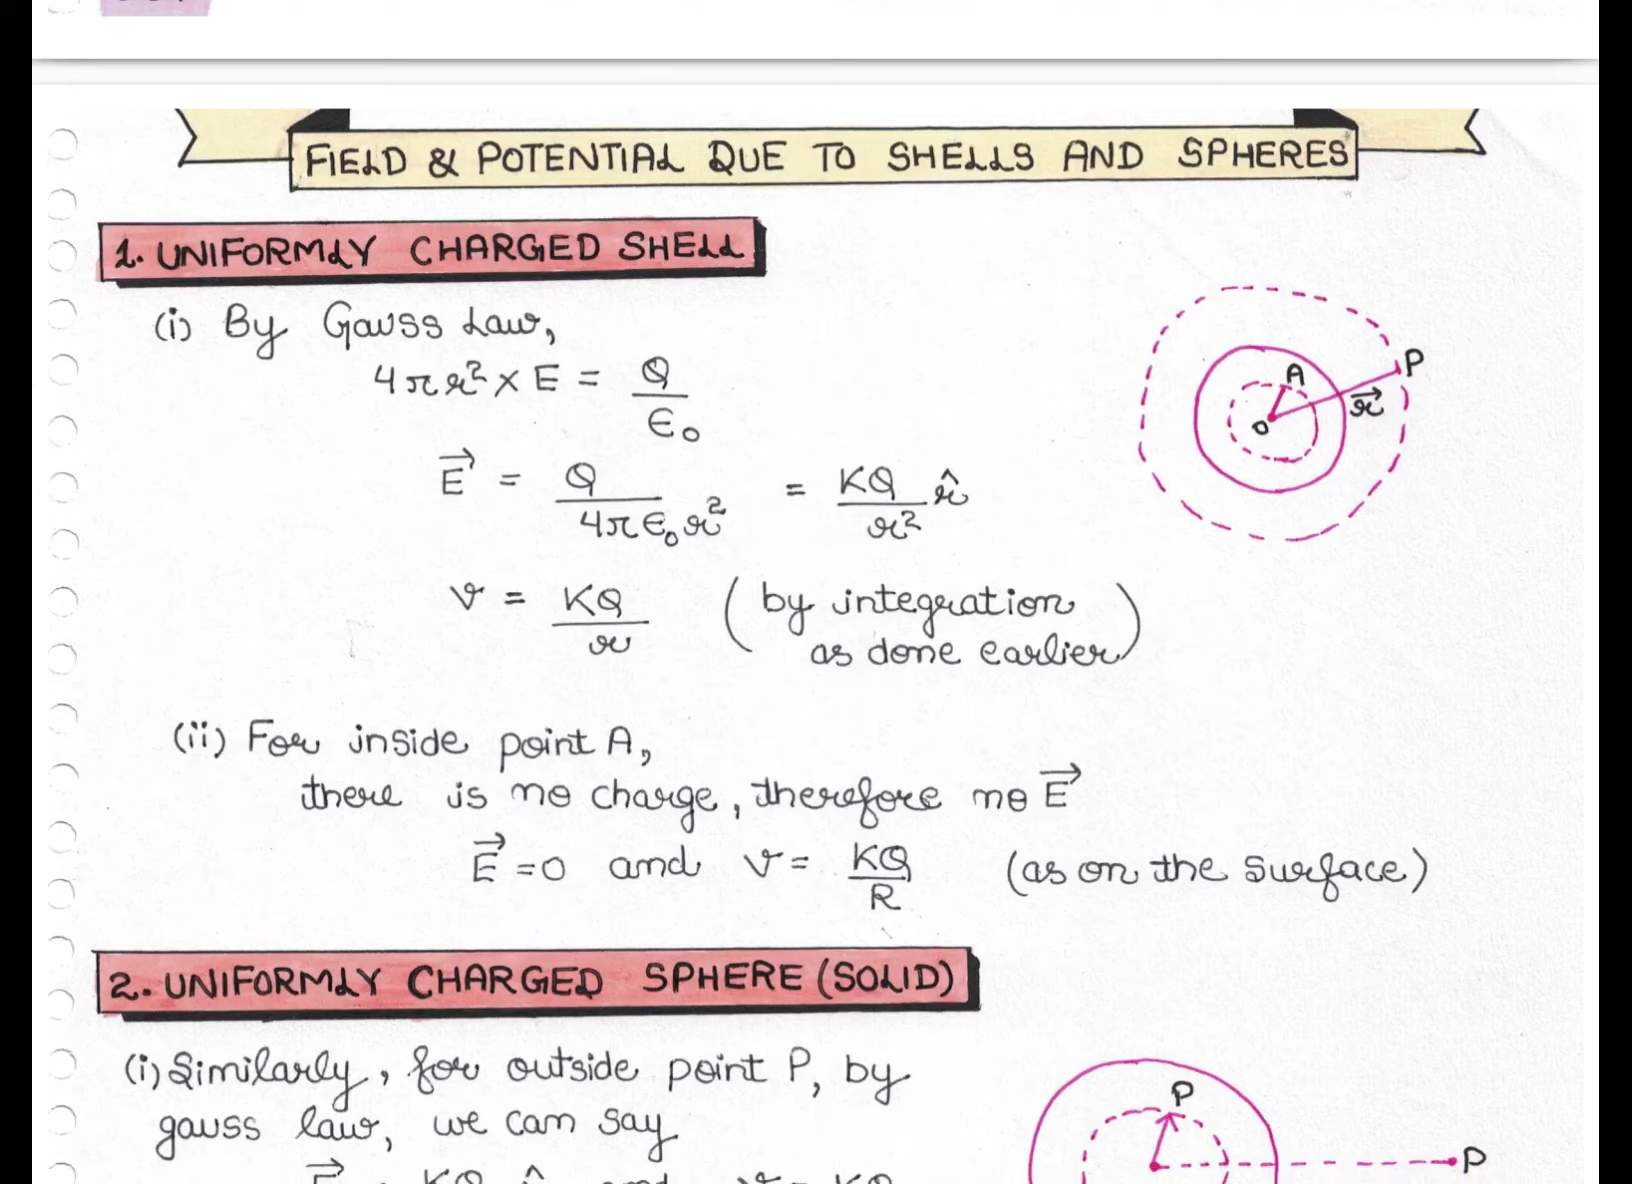 FIELD & POTENTIAL DUE TO SHELLS AND SPHERES
1. UNIFORMLY CHARGED SHELL
(i) By Gauss Law,
4πr² × E = Q/ϵ₀
E⃗ = Q/4πϵ₀r² = KQ/r² r̂
v = KQ/r (by integration
as done earlier)
A
P
O
r⃗
(ii) For inside point A,
there is no charge, therefore no E⃗
E⃗ = 0 and v = KQ/R (as on the surface)
2. UNIFORMLY CHARGED SPHERE (SOLID)
(i) Similarly, for outside point P, by
gauss law, we can say
P
P